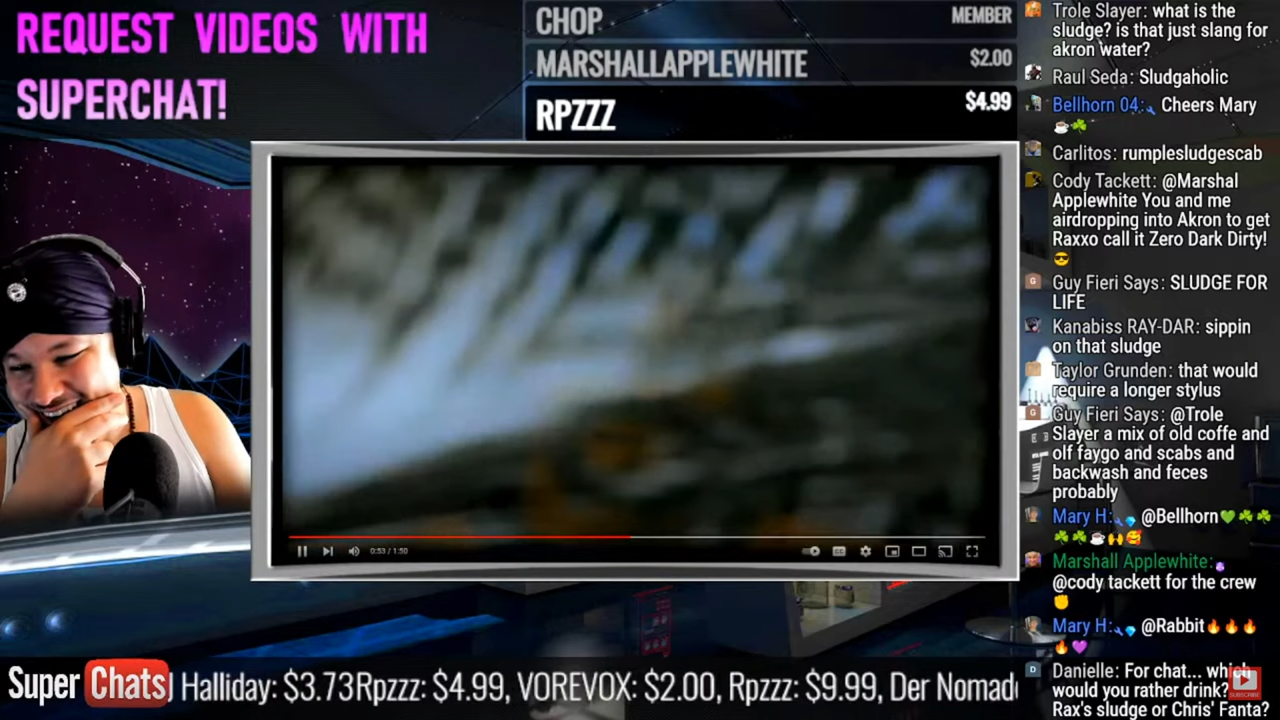 REQUEST VIDEOS WITH
SUPERCHAT!
CHOP
MEMBER
MARSHALLAPPLEWHITE
$2.00
RPZZZ
$4.99
0:53 / 1:50
Trole Slayer: what is the
sludge? is that just slang for
akron water?
Raul Seda: Sludgaholic
Bellhorn 04: Cheers Mary
☕☘
Carlitos: rumplesludgescab
Cody Tackett: @Marshal
Applewhite You and me
airdropping into Akron to get
Raxxo call it Zero Dark Dirty!
😎
Guy Fieri Says: SLUDGE FOR
LIFE
Kanabiss RAY-DAR: sippin
on that sludge
Taylor Grunden: that would
require a longer stylus
Guy Fieri Says: @Trole
Slayer a mix of old coffe and
olf faygo and scabs and
backwash and feces
probably
Mary H: @Bellhorn💚☘☘
☘☘☕🙌🥰
Marshall Applewhite:
@cody tackett for the crew
✊
Mary H: @Rabbit🔥🔥🔥
🔥💜
Danielle: For chat... which
would you rather drink?
Rax's sludge or Chris' Fanta?
SUBSCRIBE
Super Chats
Halliday: $3.73Rpzzz: $4.99, VOREVOX: $2.00, Rpzzz: $9.99, Der Nomad